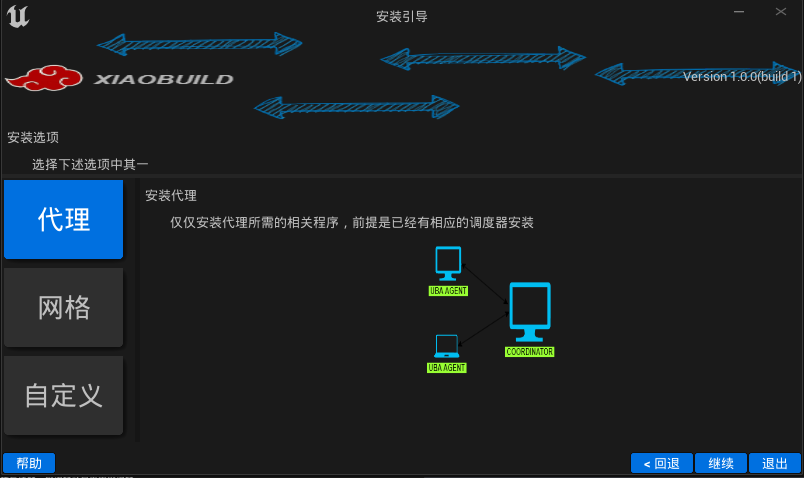 安装引导
XIAOBUILD
Version 1.0.0(build 1)
安装选项
选择下述选项中其一
代理
网格
自定义
安装代理
仅仅安装代理所需的相关程序，前提是已经有相应的调度器安装
UBA AGENT
COORDINATOR
UBA AGENT
帮助
< 回退
继续
退出